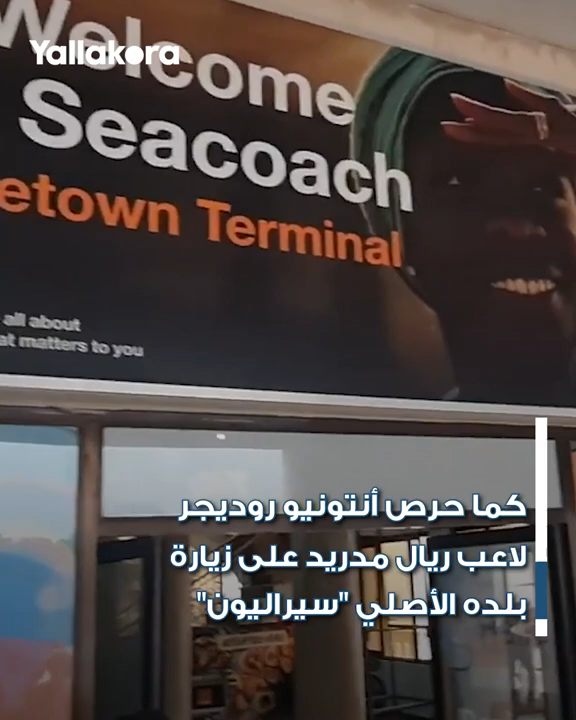 Yallakora
Welcome
Seacoach
etown Terminal
all about
at matters to you
كما حرص أنتونيو روديجر
لاعب ريال مدريد على زيارة
بلده الأصلي "سيراليون"